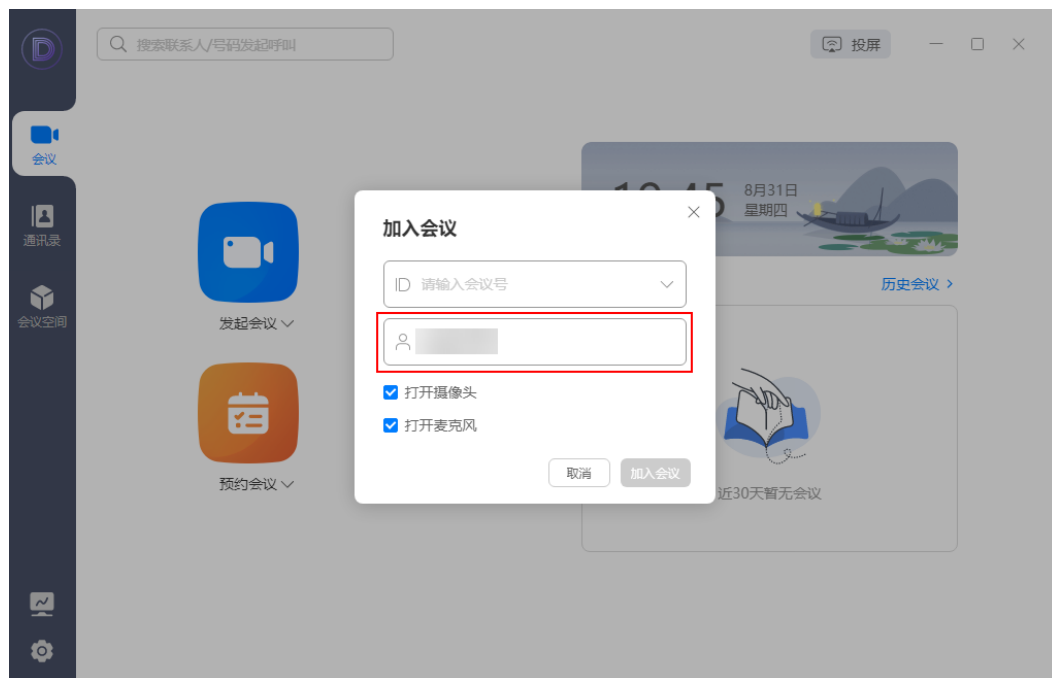 搜索联系人/号码发起呼叫
投屏
会议
通讯录
会议空间
发起会议
预约会议
8月31日
星期四
历史会议
近30天暂无会议
加入会议
ID 请输入会议号
打开摄像头
打开麦克风
取消
加入会议